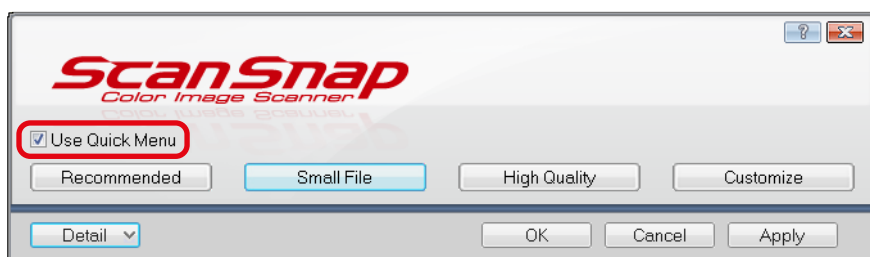 ?
ScanSnap
Color Image Scanner
Use Quick Menu
Recommended Small File High Quality Customize
Detail OK Cancel Apply